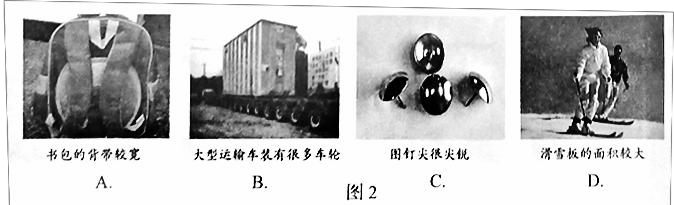 书包的背带较宽
大型运输车装有很多车轮
图钉尖很尖锐
滑雪板的面积较大
A.
B.
C.
D.
图2